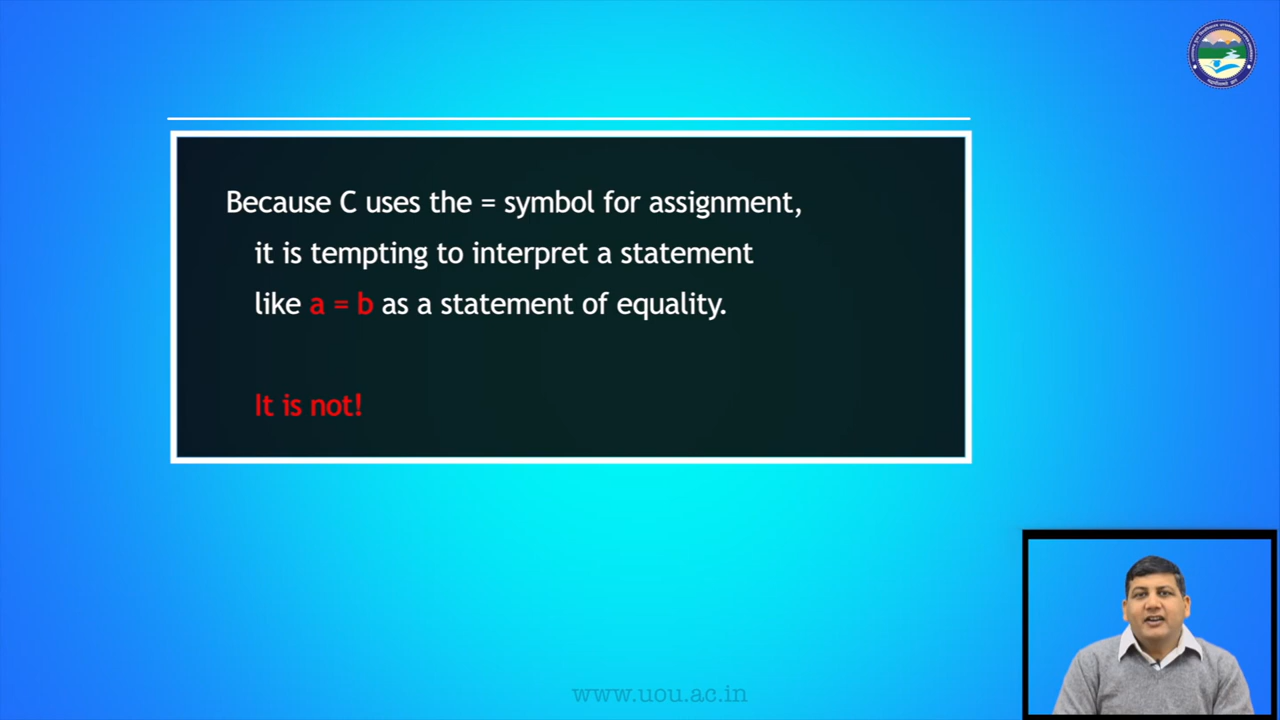 Because C uses the = symbol for assignment,
it is tempting to interpret a statement
like a = b as a statement of equality.
It is not!
www.uou.ac.in